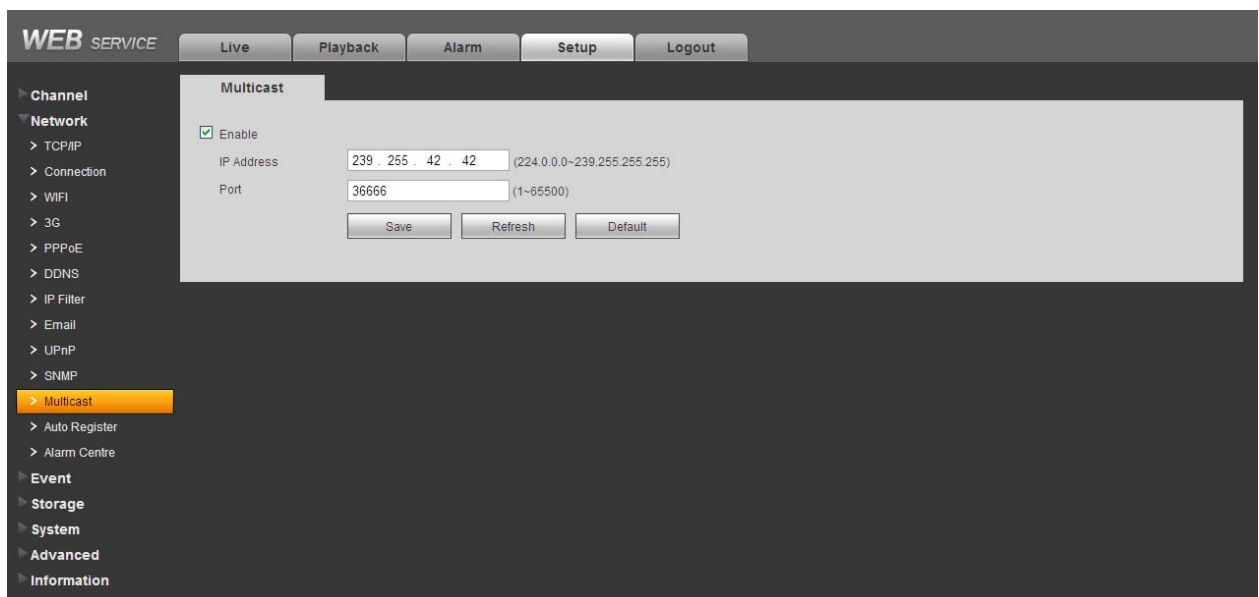 WEB SERVICE
Live Playback Alarm Setup Logout
Channel
Network
TCP/IP
Connection
WIFI
3G
PPPoE
DDNS
IP Filter
Email
UPnP
SNMP
Multicast
Auto Register
Alarm Centre
Event
Storage
System
Advanced
Information
Multicast
Enable
IP Address 239 . 255 . 42 . 42 (224.0.0.0~239.255.255.255)
Port 36666 (1~65500)
Save Refresh Default